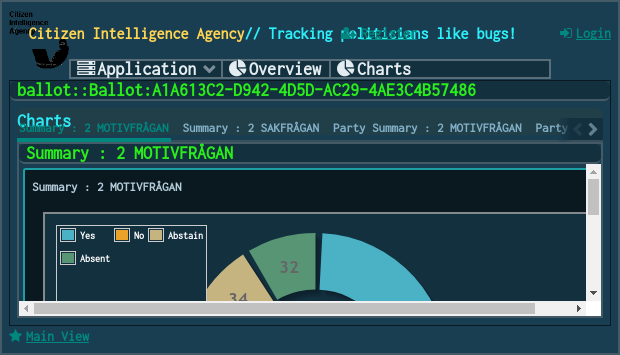 Citizen
Intelligence
Agency
Citizen Intelligence Agency// Tracking politicians like bugs!
Login
Application
Overview
Charts
ballot::Ballot:A1A613C2-D942-4D5D-AC29-4AE3C4B57486
Charts
Summary : 2 MOTIVFRÅGAN
Summary : 2 SAKFRÅGAN
Party Summary : 2 MOTIVFRÅGAN
Party
Summary : 2 MOTIVFRÅGAN
Summary : 2 MOTIVFRÅGAN
Yes
No
Abstain
Absent
32
34
Main View